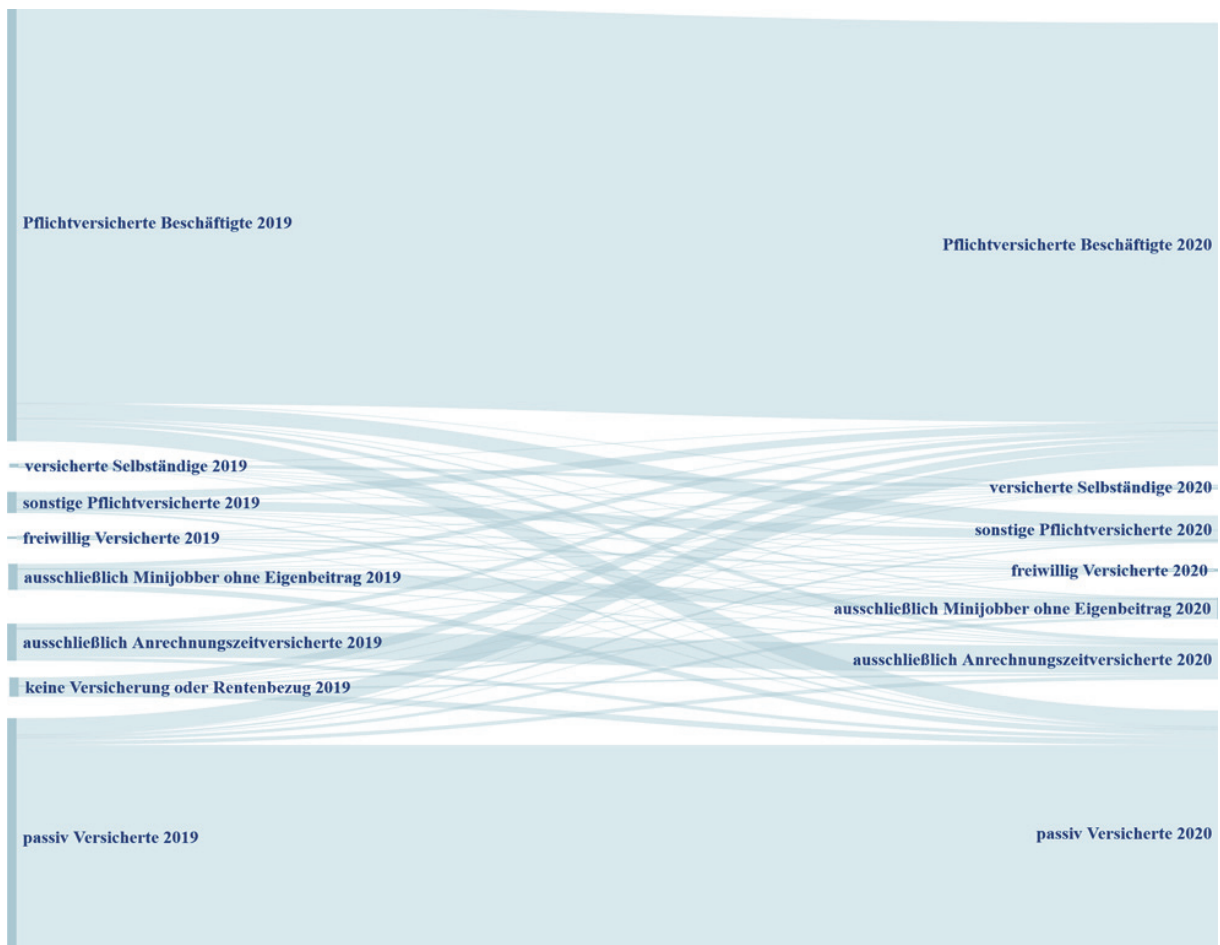 Pflichtversicherte Beschäftigte 2019
Pflichtversicherte Beschäftigte 2020
versicherte Selbständige 2019
versicherte Selbständige 2020
sonstige Pflichtversicherte 2019
sonstige Pflichtversicherte 2020
freiwillig Versicherte 2019
freiwillig Versicherte 2020
ausschließlich Minijobber ohne Eigenbeitrag 2019
ausschließlich Minijobber ohne Eigenbeitrag 2020
ausschließlich Anrechnungszeitversicherte 2019
ausschließlich Anrechnungszeitversicherte 2020
keine Versicherung oder Rentenbezug 2019
passiv Versicherte 2019
passiv Versicherte 2020